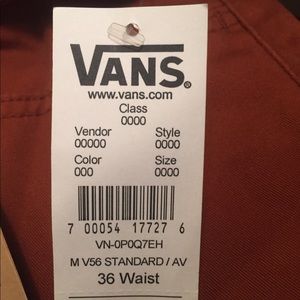 VANS
www.vans.com
Class
0000
Vendor Style
00000 0000
Color Size
000 0000
7 00054 17727 6
VN-0P0Q7EH
M V56 STANDARD / AV
36 Waist